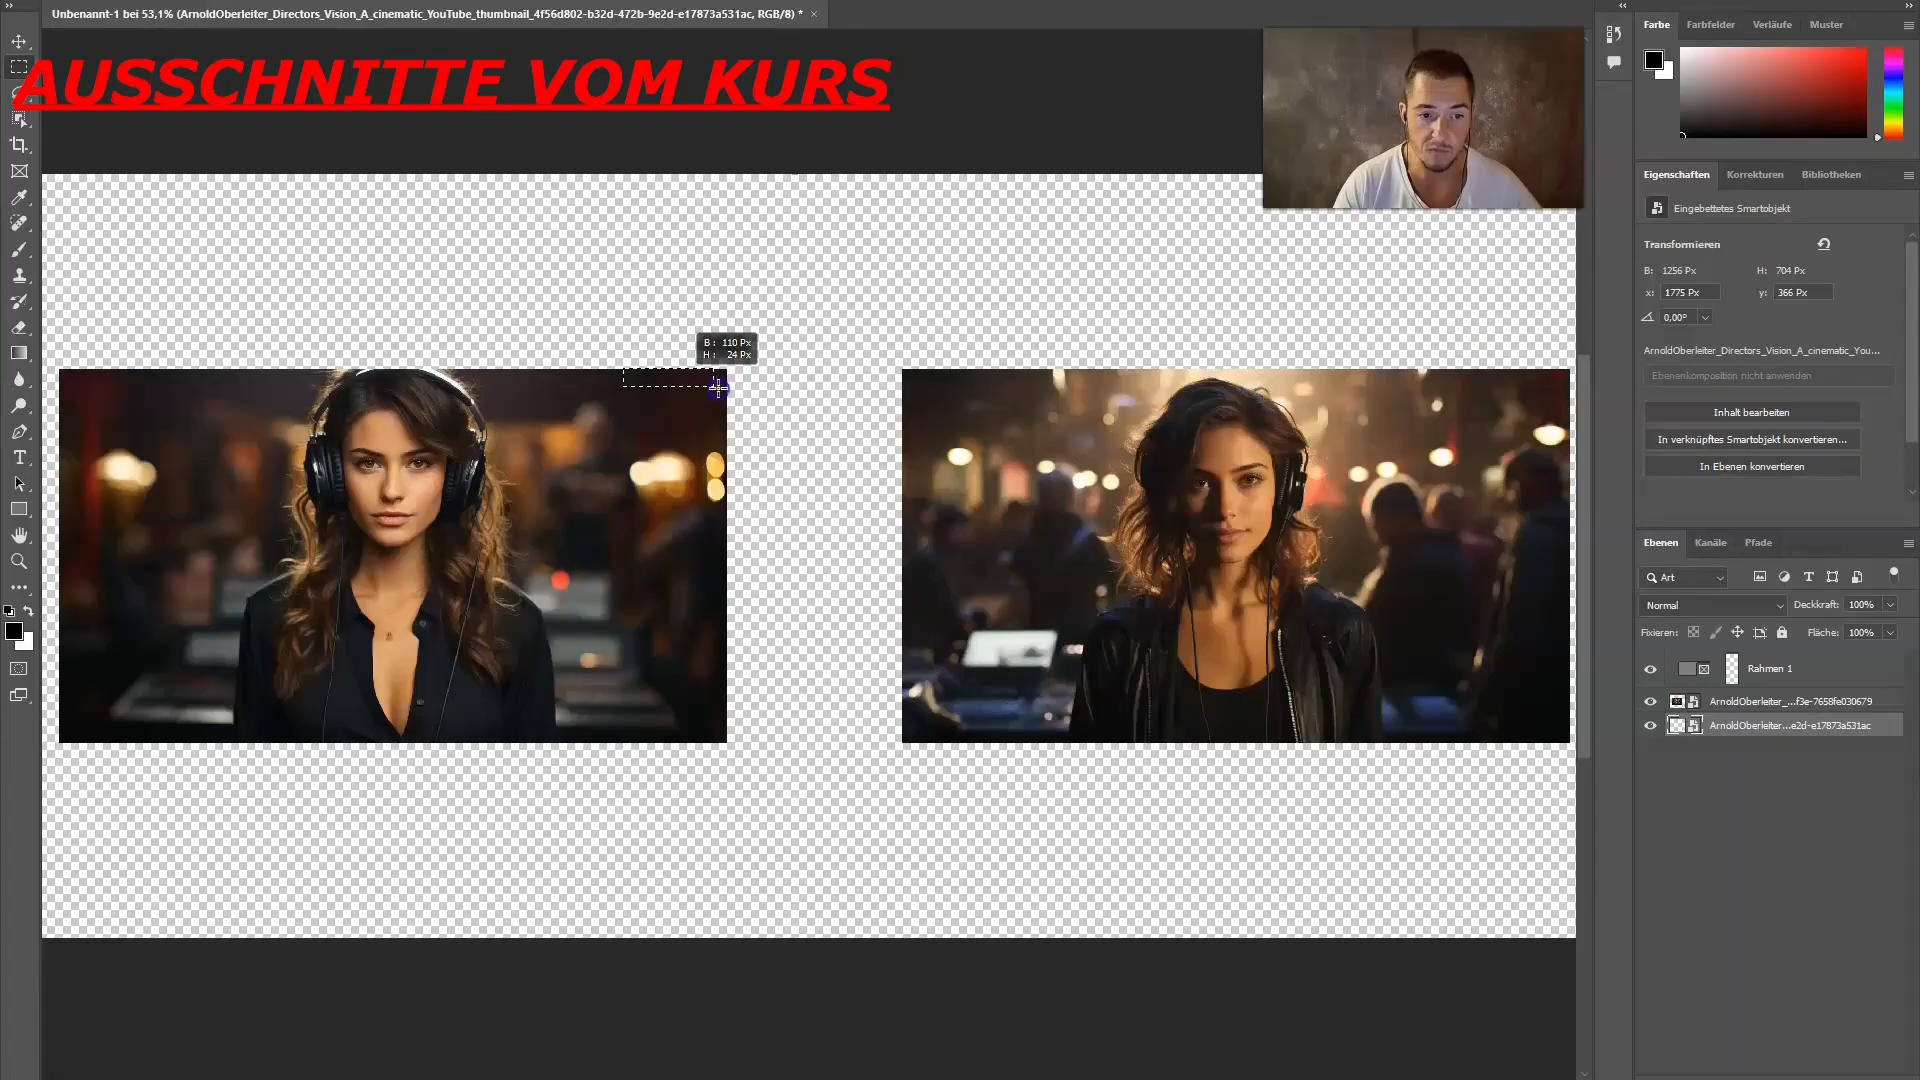 Unbenannt-1 bei 53,1% (ArnoldOberleiter_Directors_Vision_A_cinematic_YouTube_thumbnail_4f56d802-b32d-472b-9e2d-e17873a531ac, RGB/8) *
AUSSCHNITTE VOM KURS
B: 110 Px
H: 24 Px
Farbe Farbfelder Verläufe Muster
Eigenschaften Korrekturen Bibliotheken
Eingebettetes Smartobjekt
Transformieren
B: 1256 Px H: 704 Px
x: 1775 Px y: 366 Px
0,00°
ArnoldOberleiter_Directors_Vision_A_cinematic_You...
Ebenenkomposition nicht anwenden
Inhalt bearbeiten
In verknüpftes Smartobjekt konvertieren...
In Ebenen konvertieren
Ebenen Kanäle Pfade
Art
Normal Deckkraft: 100%
Fixieren: Fläche: 100%
Rahmen 1
ArnoldOberleiter_...f3e-7658fe030679
ArnoldOberleiter...e2d-e17873a531ac